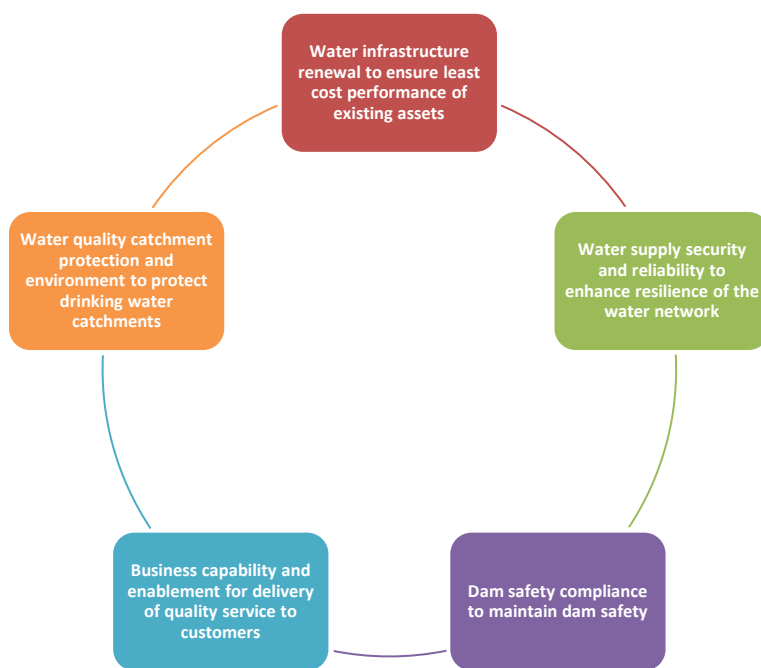 Water infrastructure
renewal to ensure least
cost performance of
existing assets
Water supply security
and reliability to
enhance resilience of the
water network
Dam safety compliance
to maintain dam safety
Business capability and
enablement for delivery
of quality service to
customers
Water quality catchment
protection and
environment to protect
drinking water
catchments